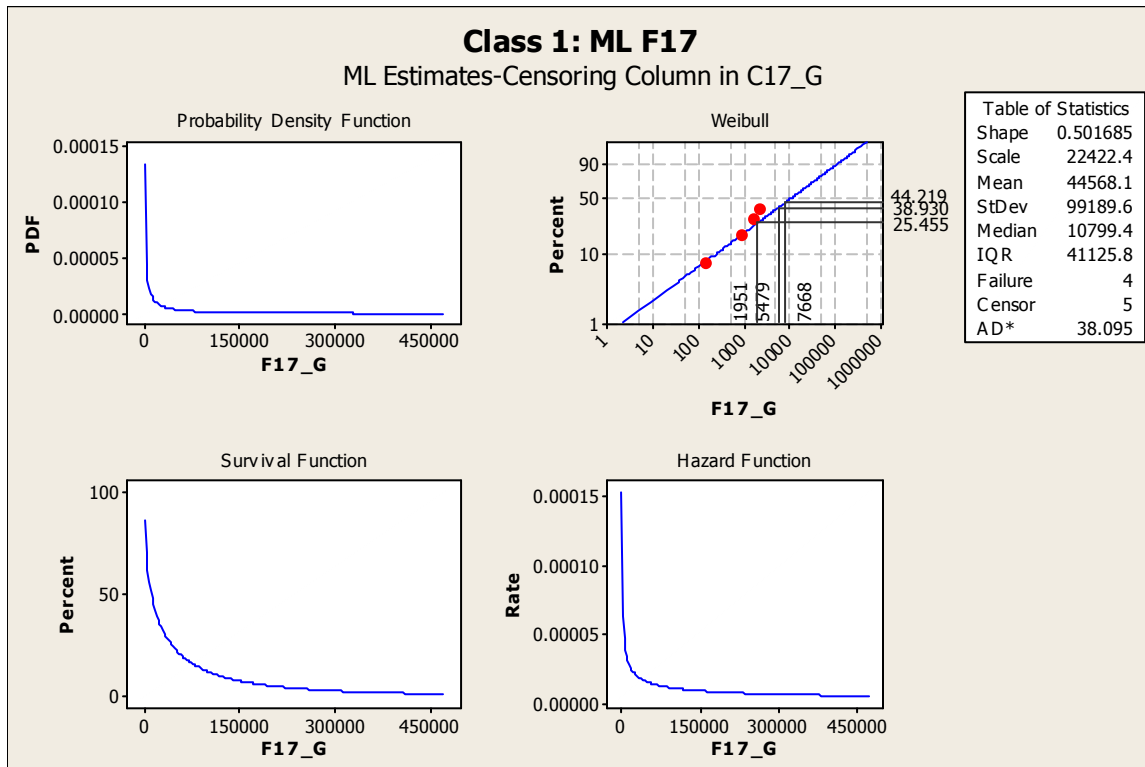 Class 1: ML F17
ML Estimates-Censoring Column in C17_G
Probability Density Function
0.00015
0.00010
0.00005
0.00000
PDF
0 150000 300000 450000
F17_G
Weibull
90
50
10
1
Percent
44.219
38.930
25.455
1951
5479
7668
1 10 100 1000 10000 100000 1000000
F17_G
Table of Statistics
Shape 0.501685
Scale 22422.4
Mean 44568.1
StDev 99189.6
Median 10799.4
IQR 41125.8
Failure 4
Censor 5
AD* 38.095
Survival Function
100
50
0
Percent
0 150000 300000 450000
F17_G
Hazard Function
0.00015
0.00010
0.00005
0.00000
Rate
0 150000 300000 450000
F17_G